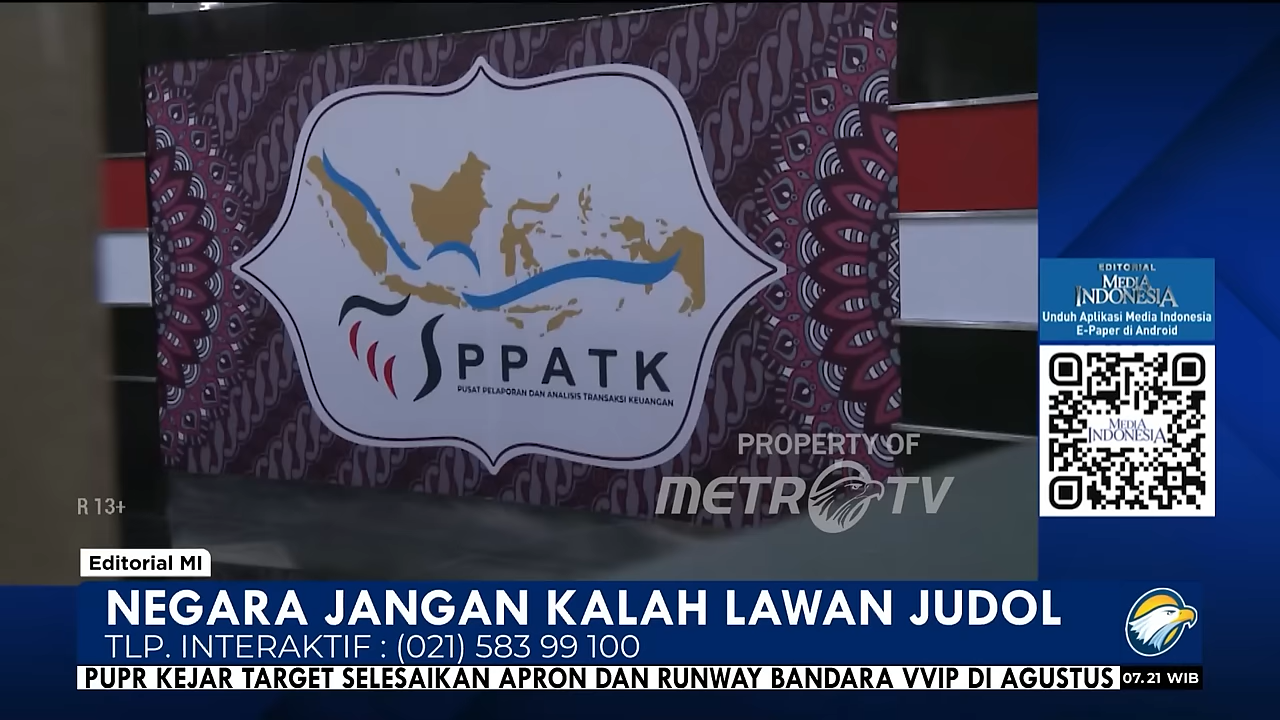 PPATK
PUSAT PELAPORAN DAN ANALISIS TRANSAKSI KEUANGAN
EDITORIAL
MEDIA
INDONESIA
Unduh Aplikasi Media Indonesia
E-Paper di Android
MEDIA
INDONESIA
PROPERTY OF
METRO TV
R 13+
Editorial MI
NEGARA JANGAN KALAH LAWAN JUDOL
TLP. INTERAKTIF : (021) 583 99 100
PUPR KEJAR TARGET SELESAIKAN APRON DAN RUNWAY BANDARA VVIP DI AGUSTUS
07.21 WIB